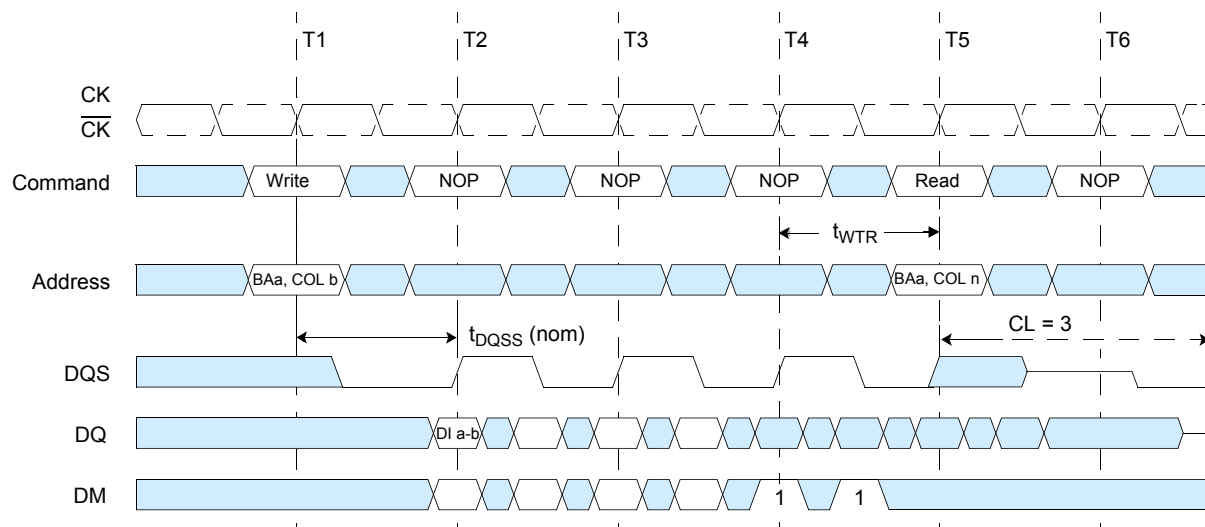 T1 T2 T3 T4 T5 T6
CK
CK
Command Write NOP NOP NOP Read NOP
tWTR
Address BAa, COL b BAa, COL n
tDQSS (nom) CL = 3
DQS
DQ DI a-b
DM 1 1